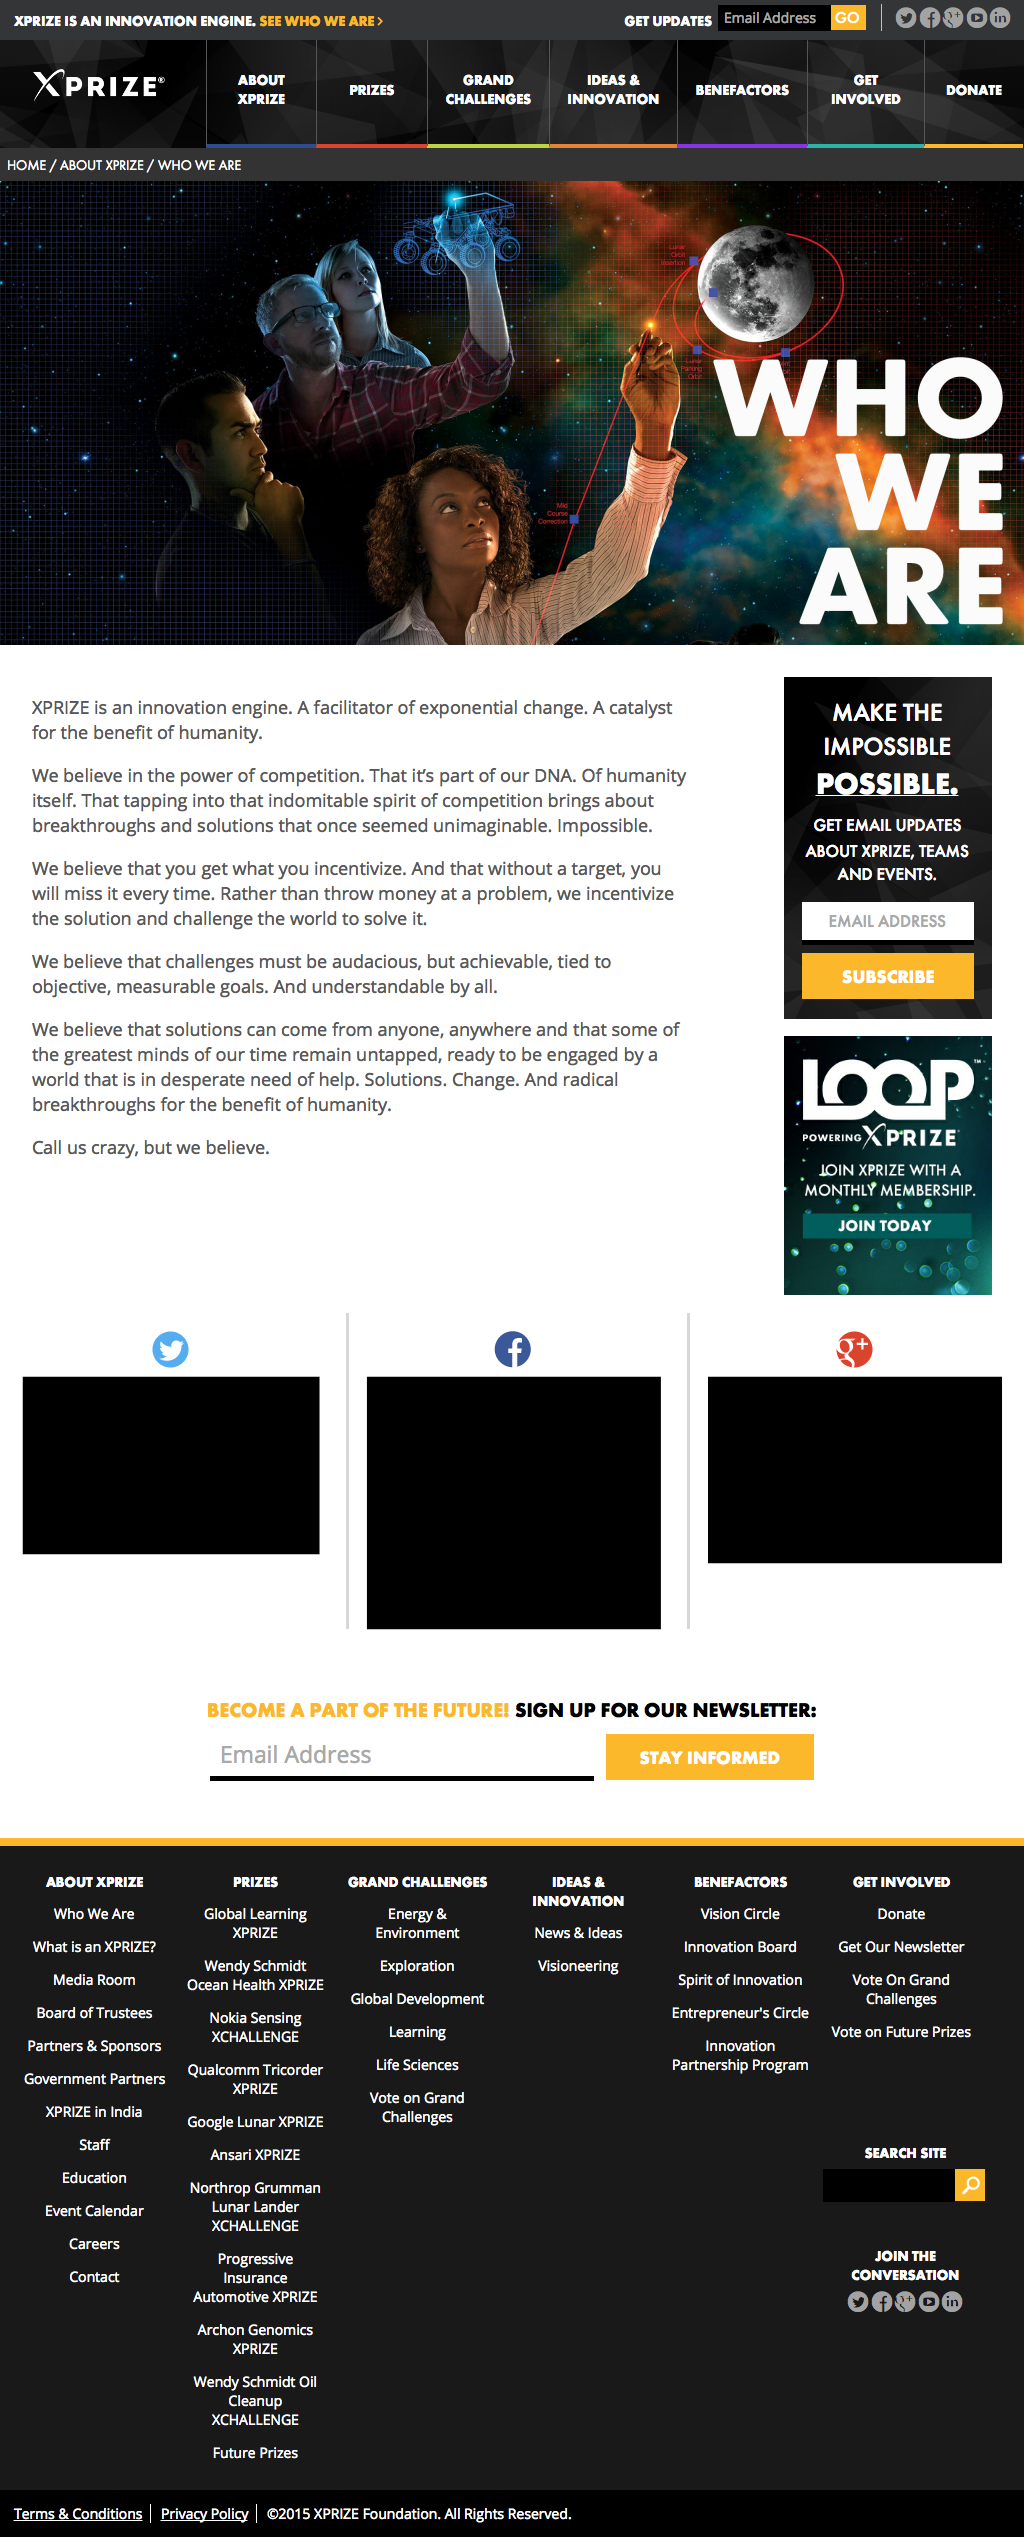 XPRIZE IS AN INNOVATION ENGINE. SEE WHO WE ARE >
GET UPDATES
Email Address
GO
XPRIZE®
ABOUT
XPRIZE
PRIZES
GRAND
CHALLENGES
IDEAS &
INNOVATION
BENEFACTORS
GET
INVOLVED
DONATE
HOME / ABOUT XPRIZE / WHO WE ARE
Lunar
Orbit
Insertion
Lunar
Parking
Orbit
Mid
Course
Correction
WHO
WE
ARE
XPRIZE is an innovation engine. A facilitator of exponential change. A catalyst
for the benefit of humanity.
We believe in the power of competition. That it’s part of our DNA. Of humanity
itself. That tapping into that indomitable spirit of competition brings about
breakthroughs and solutions that once seemed unimaginable. Impossible.
We believe that you get what you incentivize. And that without a target, you
will miss it every time. Rather than throw money at a problem, we incentivize
the solution and challenge the world to solve it.
We believe that challenges must be audacious, but achievable, tied to
objective, measurable goals. And understandable by all.
We believe that solutions can come from anyone, anywhere and that some of
the greatest minds of our time remain untapped, ready to be engaged by a
world that is in desperate need of help. Solutions. Change. And radical
breakthroughs for the benefit of humanity.
Call us crazy, but we believe.
MAKE THE
IMPOSSIBLE
POSSIBLE.
GET EMAIL UPDATES
ABOUT XPRIZE, TEAMS
AND EVENTS.
EMAIL ADDRESS
SUBSCRIBE
LOOP™
POWERING XPRIZE
JOIN XPRIZE WITH A
MONTHLY MEMBERSHIP.
JOIN TODAY
BECOME A PART OF THE FUTURE! SIGN UP FOR OUR NEWSLETTER:
Email Address
STAY INFORMED
ABOUT XPRIZE
Who We Are
What is an XPRIZE?
Media Room
Board of Trustees
Partners & Sponsors
Government Partners
XPRIZE in India
Staff
Education
Event Calendar
Careers
Contact
PRIZES
Global Learning
XPRIZE
Wendy Schmidt
Ocean Health XPRIZE
Nokia Sensing
XCHALLENGE
Qualcomm Tricorder
XPRIZE
Google Lunar XPRIZE
Ansari XPRIZE
Northrop Grumman
Lunar Lander
XCHALLENGE
Progressive
Insurance
Automotive XPRIZE
Archon Genomics
XPRIZE
Wendy Schmidt Oil
Cleanup
XCHALLENGE
Future Prizes
GRAND CHALLENGES
Energy &
Environment
Exploration
Global Development
Learning
Life Sciences
Vote on Grand
Challenges
IDEAS &
INNOVATION
News & Ideas
Visioneering
BENEFACTORS
Vision Circle
Innovation Board
Spirit of Innovation
Entrepreneur's Circle
Innovation
Partnership Program
GET INVOLVED
Donate
Get Our Newsletter
Vote On Grand
Challenges
Vote on Future Prizes
SEARCH SITE
JOIN THE
CONVERSATION
Terms & Conditions
Privacy Policy
©2015 XPRIZE Foundation. All Rights Reserved.